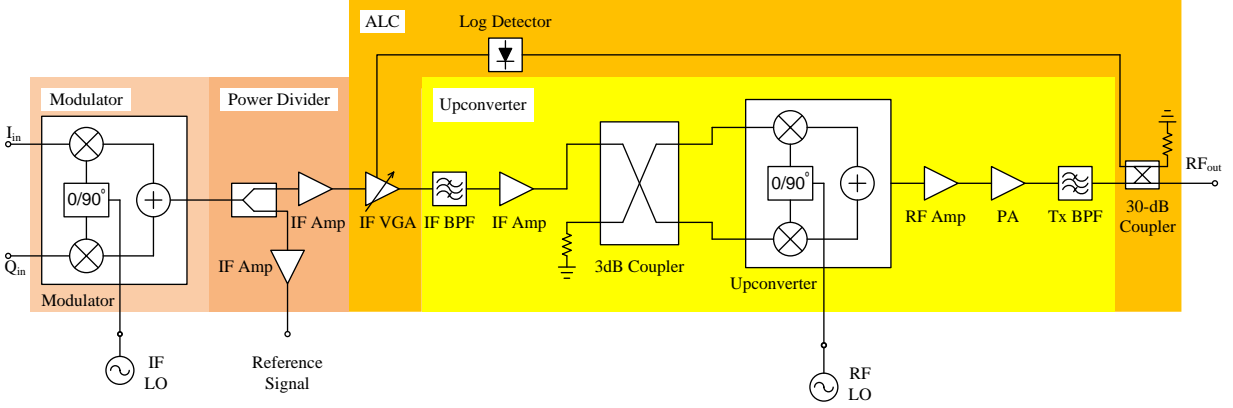 ALC
Log Detector
Modulator
Power Divider
Upconverter
I_in
0/90°
Q_in
Modulator
IF Amp
IF Amp
IF VGA
IF BPF
IF Amp
3dB Coupler
0/90°
Upconverter
RF Amp
PA
Tx BPF
30-dB
Coupler
RF_out
IF
LO
Reference
Signal
RF
LO